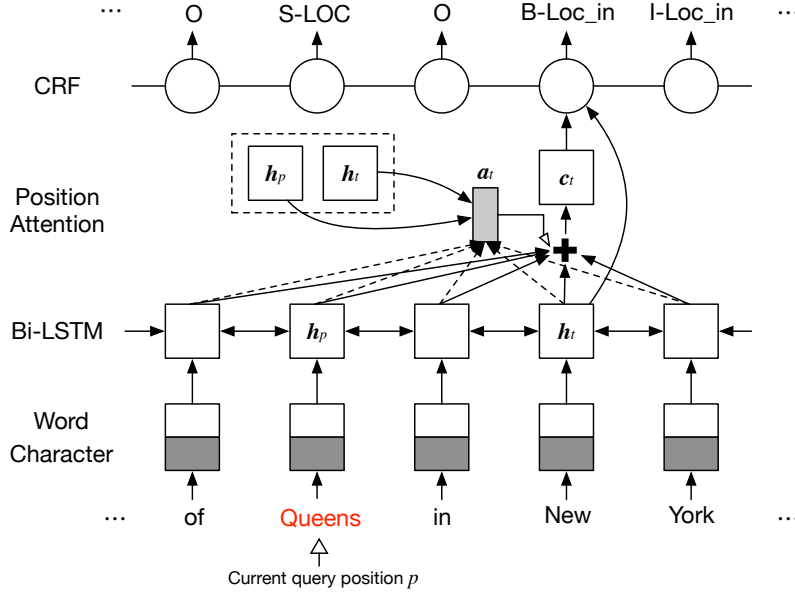 ... O S-LOC O B-Loc_in I-Loc_in ...
CRF
h_p h_t a_t c_t
Position
Attention
Bi-LSTM h_p h_t
Word
Character
... of Queens in New York ...
Current query position p